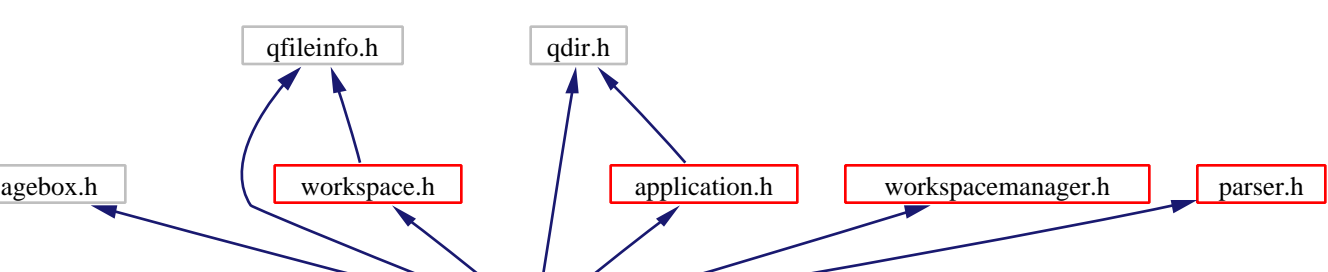 qfileinfo.h
qdir.h
agebox.h
workspace.h
application.h
workspacemanager.h
parser.h